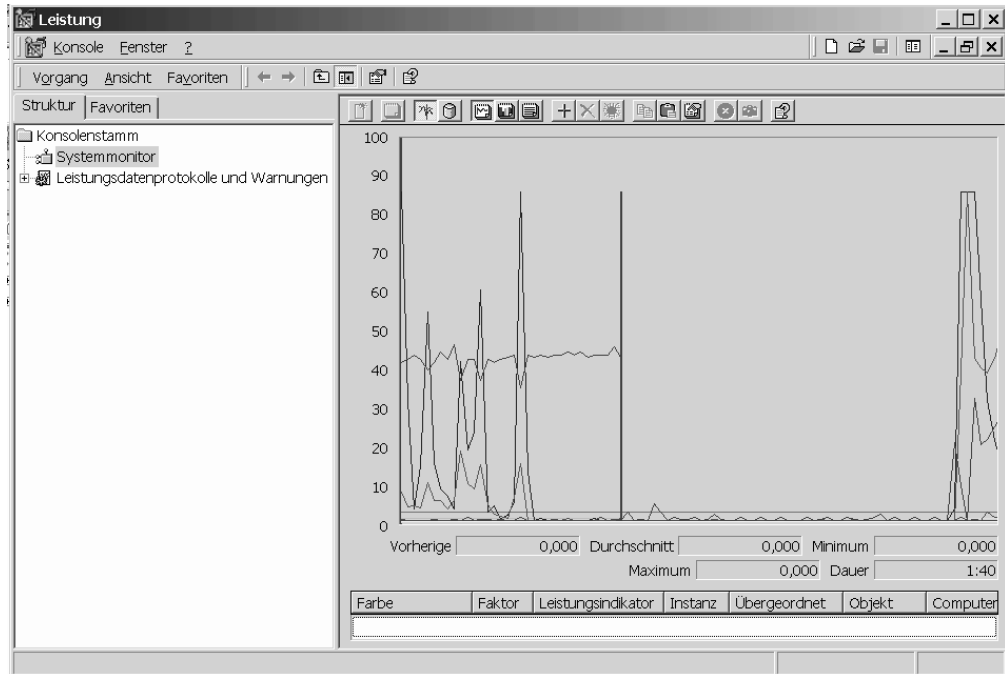 Leistung
Konsole Fenster ?
Vorgang Ansicht Favoriten
Struktur Favoriten
Konsolenstamm
Systemmonitor
Leistungsdatenprotokolle und Warnungen
100
90
80
70
60
50
40
30
20
10
0
Vorherige 0,000 Durchschnitt 0,000 Minimum 0,000
Maximum 0,000 Dauer 1:40
Farbe Faktor Leistungsindikator Instanz Übergeordnet Objekt Computer